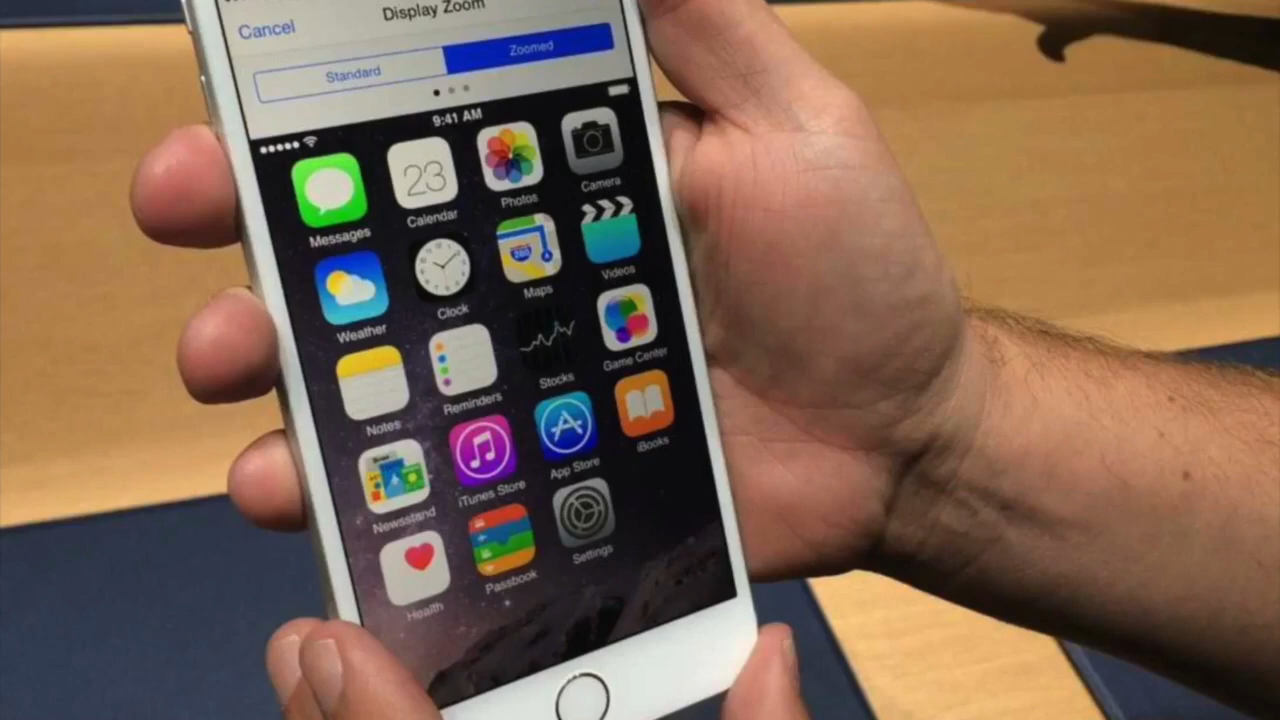 Display Zoom
Cancel
Standard
Zoomed
9:41 AM
23
Messages
Calendar
Photos
Camera
280
Weather
Clock
Maps
Videos
Notes
Reminders
Stocks
Game Center
Newsstand
iTunes Store
App Store
iBooks
Health
Passbook
Settings